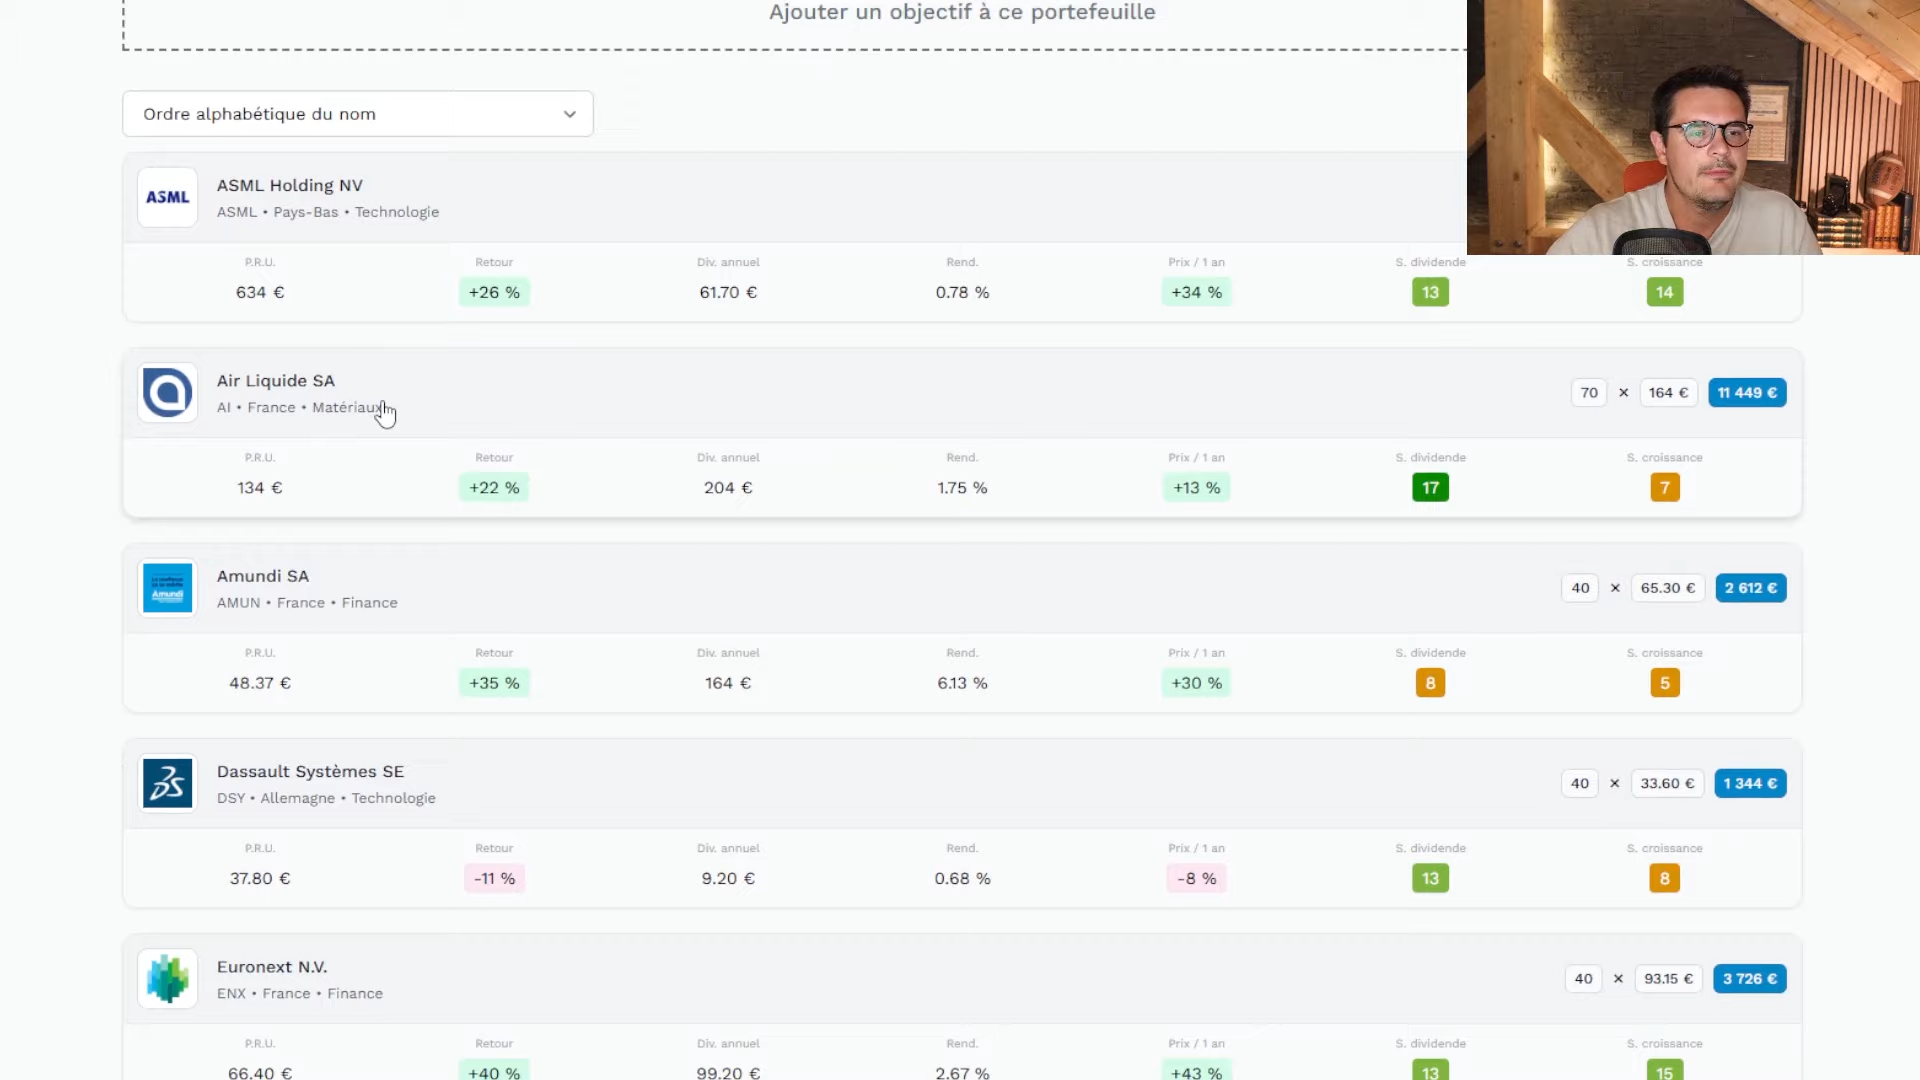 Ajouter un objectif à ce portefeuille
Ordre alphabétique du nom
ASML
ASML Holding NV
ASML • Pays-Bas • Technologie
P.R.U. Retour Div. annuel Rend. Prix / 1 an S. dividende S. croissance
634 € +26 % 61.70 € 0.78 % +34 % 13 14
Air Liquide SA
AI • France • Matériaux
70 × 164 € 11 449 €
P.R.U. Retour Div. annuel Rend. Prix / 1 an S. dividende S. croissance
134 € +22 % 204 € 1.75 % +13 % 17 7
Amundi
Amundi SA
AMUN • France • Finance
40 × 65.30 € 2 612 €
P.R.U. Retour Div. annuel Rend. Prix / 1 an S. dividende S. croissance
48.37 € +35 % 164 € 6.13 % +30 % 8 5
Dassault Systèmes SE
DSY • Allemagne • Technologie
40 × 33.60 € 1 344 €
P.R.U. Retour Div. annuel Rend. Prix / 1 an S. dividende S. croissance
37.80 € -11 % 9.20 € 0.68 % -8 % 13 8
Euronext N.V.
ENX • France • Finance
40 × 93.15 € 3 726 €
P.R.U. Retour Div. annuel Rend. Prix / 1 an S. dividende S. croissance
66.40 € +40 % 99.20 € 2.67 % +43 % 13 15